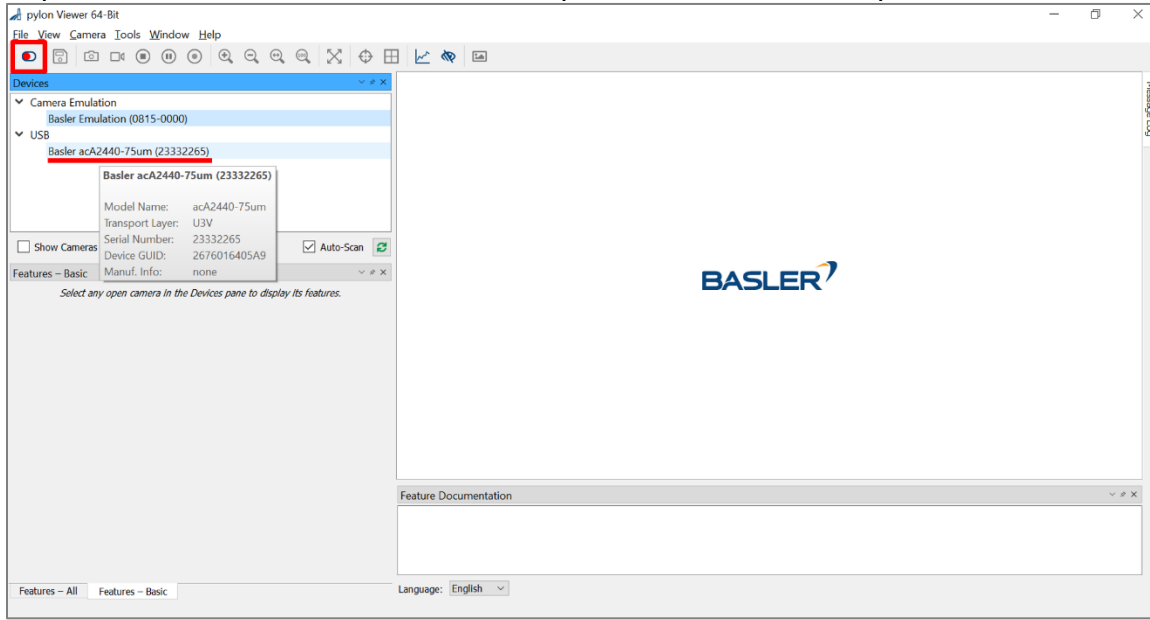 pylon Viewer 64-Bit
File View Camera Tools Window Help
Devices
Camera Emulation
Basler Emulation (0815-0000)
USB
Basler acA2440-75um (23332265)
Basler acA2440-75um (23332265)
Model Name: acA2440-75um
Transport Layer: U3V
Serial Number: 23332265
Device GUID: 2676016405A9
Manuf. Info: none
Show Cameras
Auto-Scan
Features – Basic
Select any open camera in the Devices pane to display its features.
BASLER
Message Log
Feature Documentation
Features – All Features – Basic
Language: English